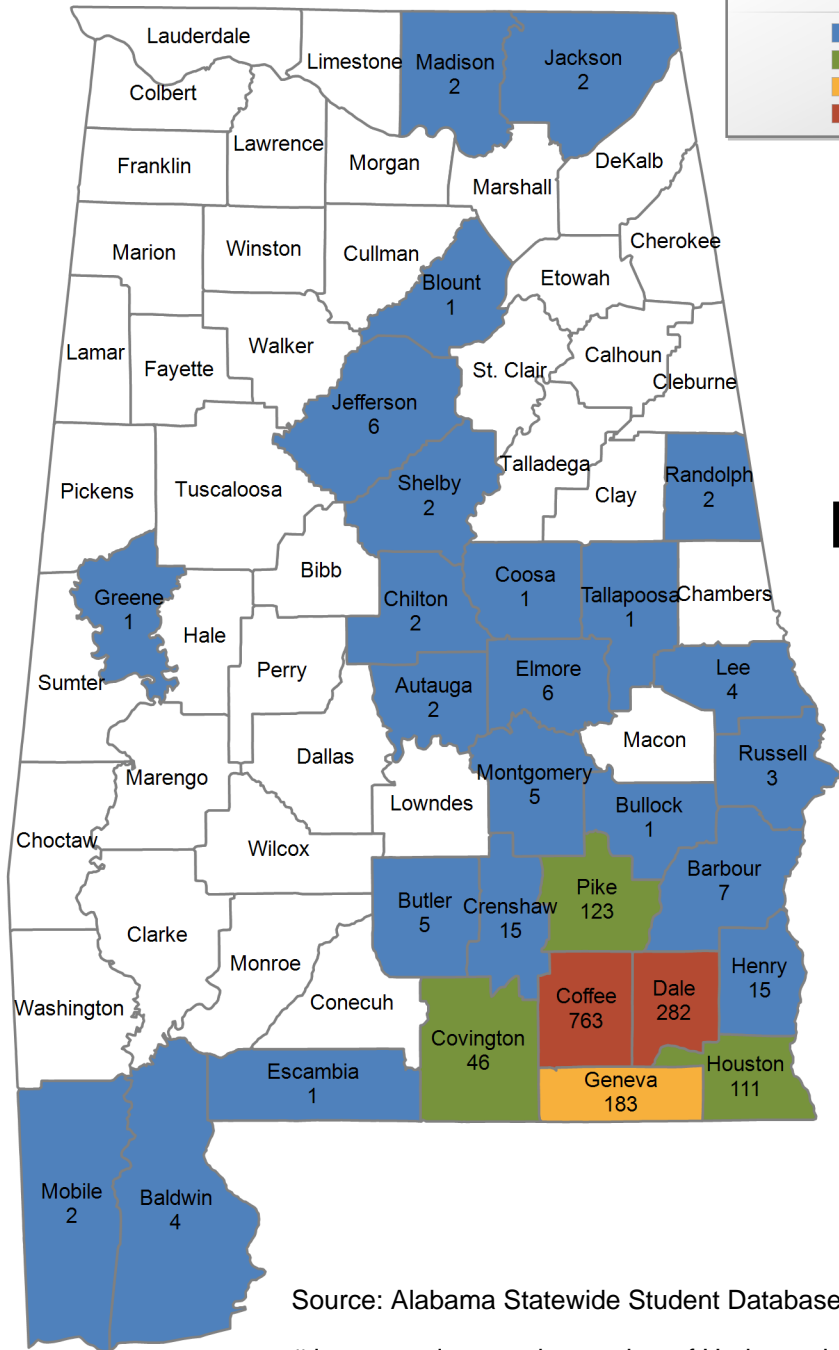 Lauderdale
Limestone
Madison
2
Jackson
2
Colbert
Lawrence
Franklin
Morgan
DeKalb
Marshall
Marion
Winston
Cullman
Cherokee
Etowah
Blount
1
Lamar
Fayette
Walker
St. Clair
Calhoun
Cleburne
Jefferson
6
Pickens
Tuscaloosa
Shelby
2
Talladega
Clay
Randolph
2
Bibb
Greene
1
Hale
Chilton
2
Coosa
1
Tallapoosa
1
Chambers
Sumter
Perry
Autauga
2
Elmore
6
Lee
4
Macon
Russell
3
Dallas
Marengo
Lowndes
Montgomery
5
Bullock
1
Choctaw
Wilcox
Barbour
7
Butler
5
Crenshaw
15
Pike
123
Clarke
Monroe
Henry
15
Washington
Conecuh
Coffee
763
Dale
282
Covington
46
Houston
111
Escambia
1
Geneva
183
Mobile
2
Baldwin
4
Source: Alabama Statewide Student Database